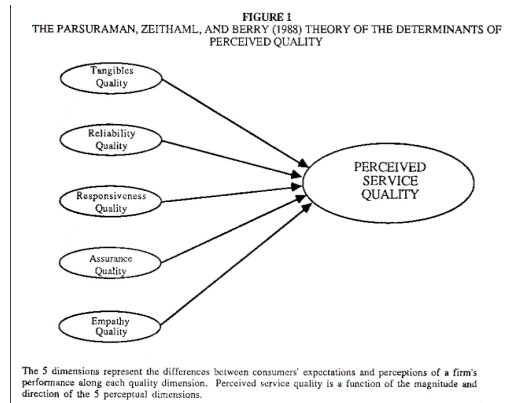 FIGURE 1
THE PARSURAMAN, ZEITHAML, AND BERRY (1988) THEORY OF THE DETERMINANTS OF
PERCEIVED QUALITY
Tangibles
Quality
Reliability
Quality
Responsiveness
Quality
Assurance
Quality
Empathy
Quality
PERCEIVED
SERVICE
QUALITY
The 5 dimensions represent the differences between consumers' expectations and perceptions of a firm's
performance along each quality dimension. Perceived service quality is a function of the magnitude and
direction of the 5 perceptual dimensions.